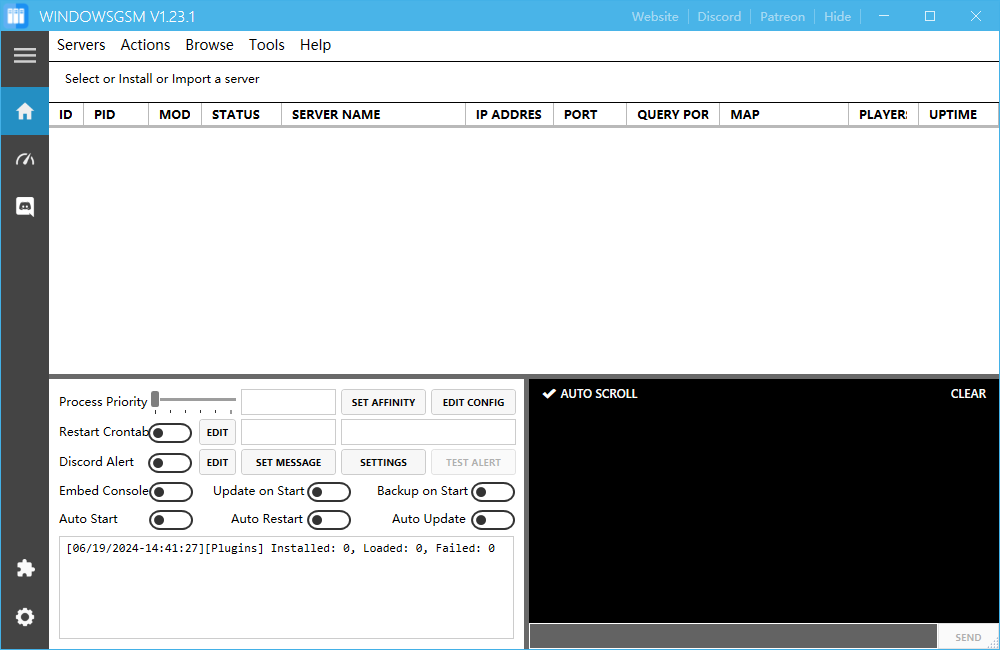 WINDOWSGSM V1.23.1 Website Discord Patreon Hide
Servers Actions Browse Tools Help
Select or Install or Import a server
ID PID MOD STATUS SERVER NAME IP ADDRES PORT QUERY POR MAP PLAYER UPTIME
Process Priority SET AFFINITY EDIT CONFIG
Restart Crontab EDIT
Discord Alert EDIT SET MESSAGE SETTINGS TEST ALERT
Embed Console Update on Start Backup on Start
Auto Start Auto Restart Auto Update
[06/19/2024-14:41:27][Plugins] Installed: 0, Loaded: 0, Failed: 0
AUTO SCROLL CLEAR
SEND